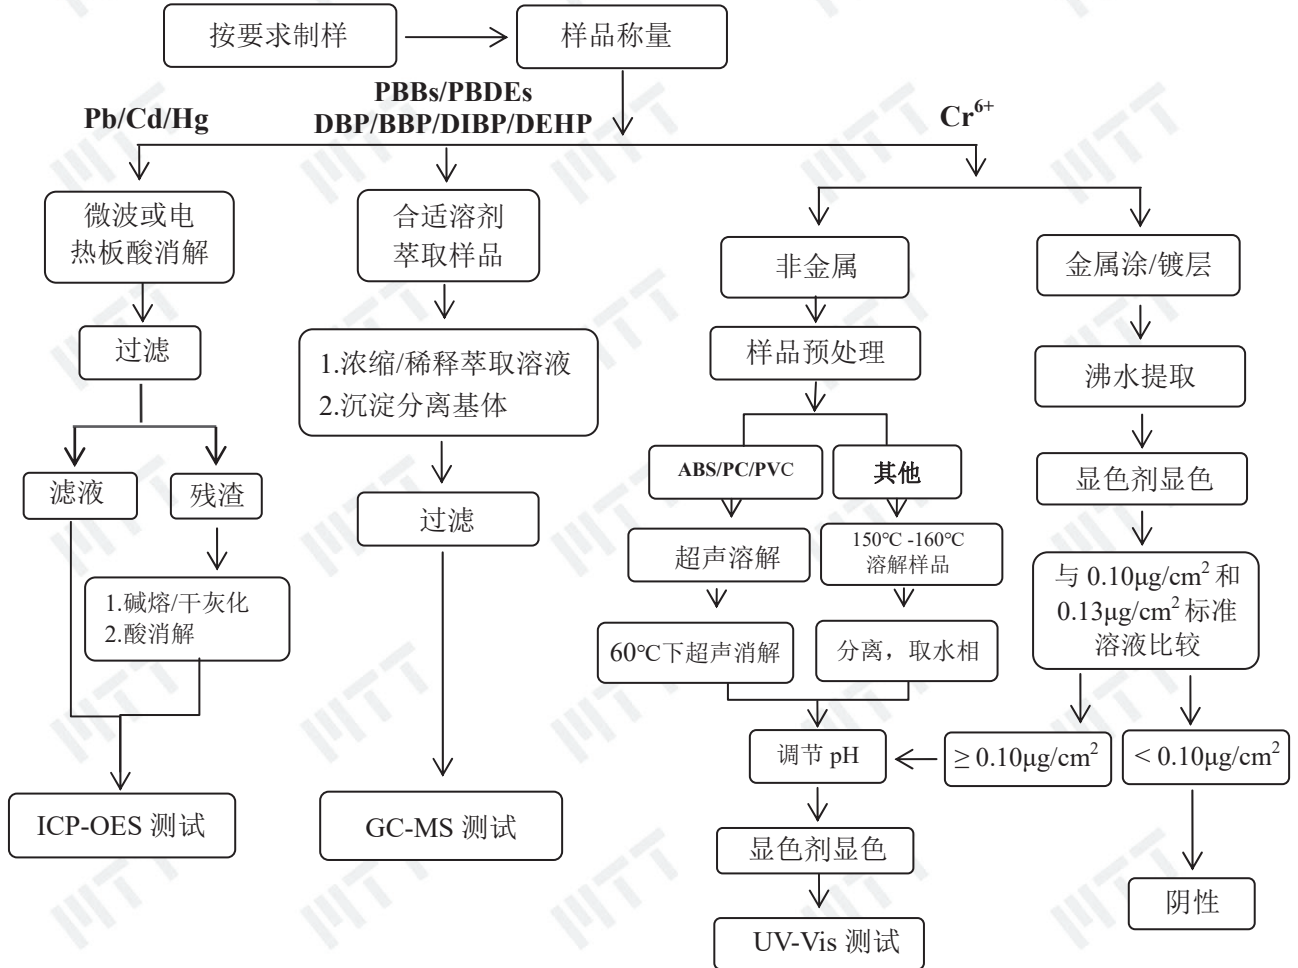 按要求制样
样品称量
Pb/Cd/Hg
PBBs/PBDEs
DBP/BBP/DIBP/DEHP
Cr⁶⁺
微波或电
热板酸消解
过滤
滤液
残渣
1.碱熔/干灰化
2.酸消解
ICP-OES 测试
合适溶剂
萃取样品
1.浓缩/稀释萃取溶液
2.沉淀分离基体
过滤
GC-MS 测试
非金属
样品预处理
ABS/PC/PVC
超声溶解
60℃下超声消解
其他
150℃ -160℃
溶解样品
分离，取水相
调节 pH
显色剂显色
UV-Vis 测试
金属涂/镀层
沸水提取
显色剂显色
与 0.10μg/cm² 和
0.13μg/cm² 标准
溶液比较
≥ 0.10μg/cm²
< 0.10μg/cm²
阴性
MTT